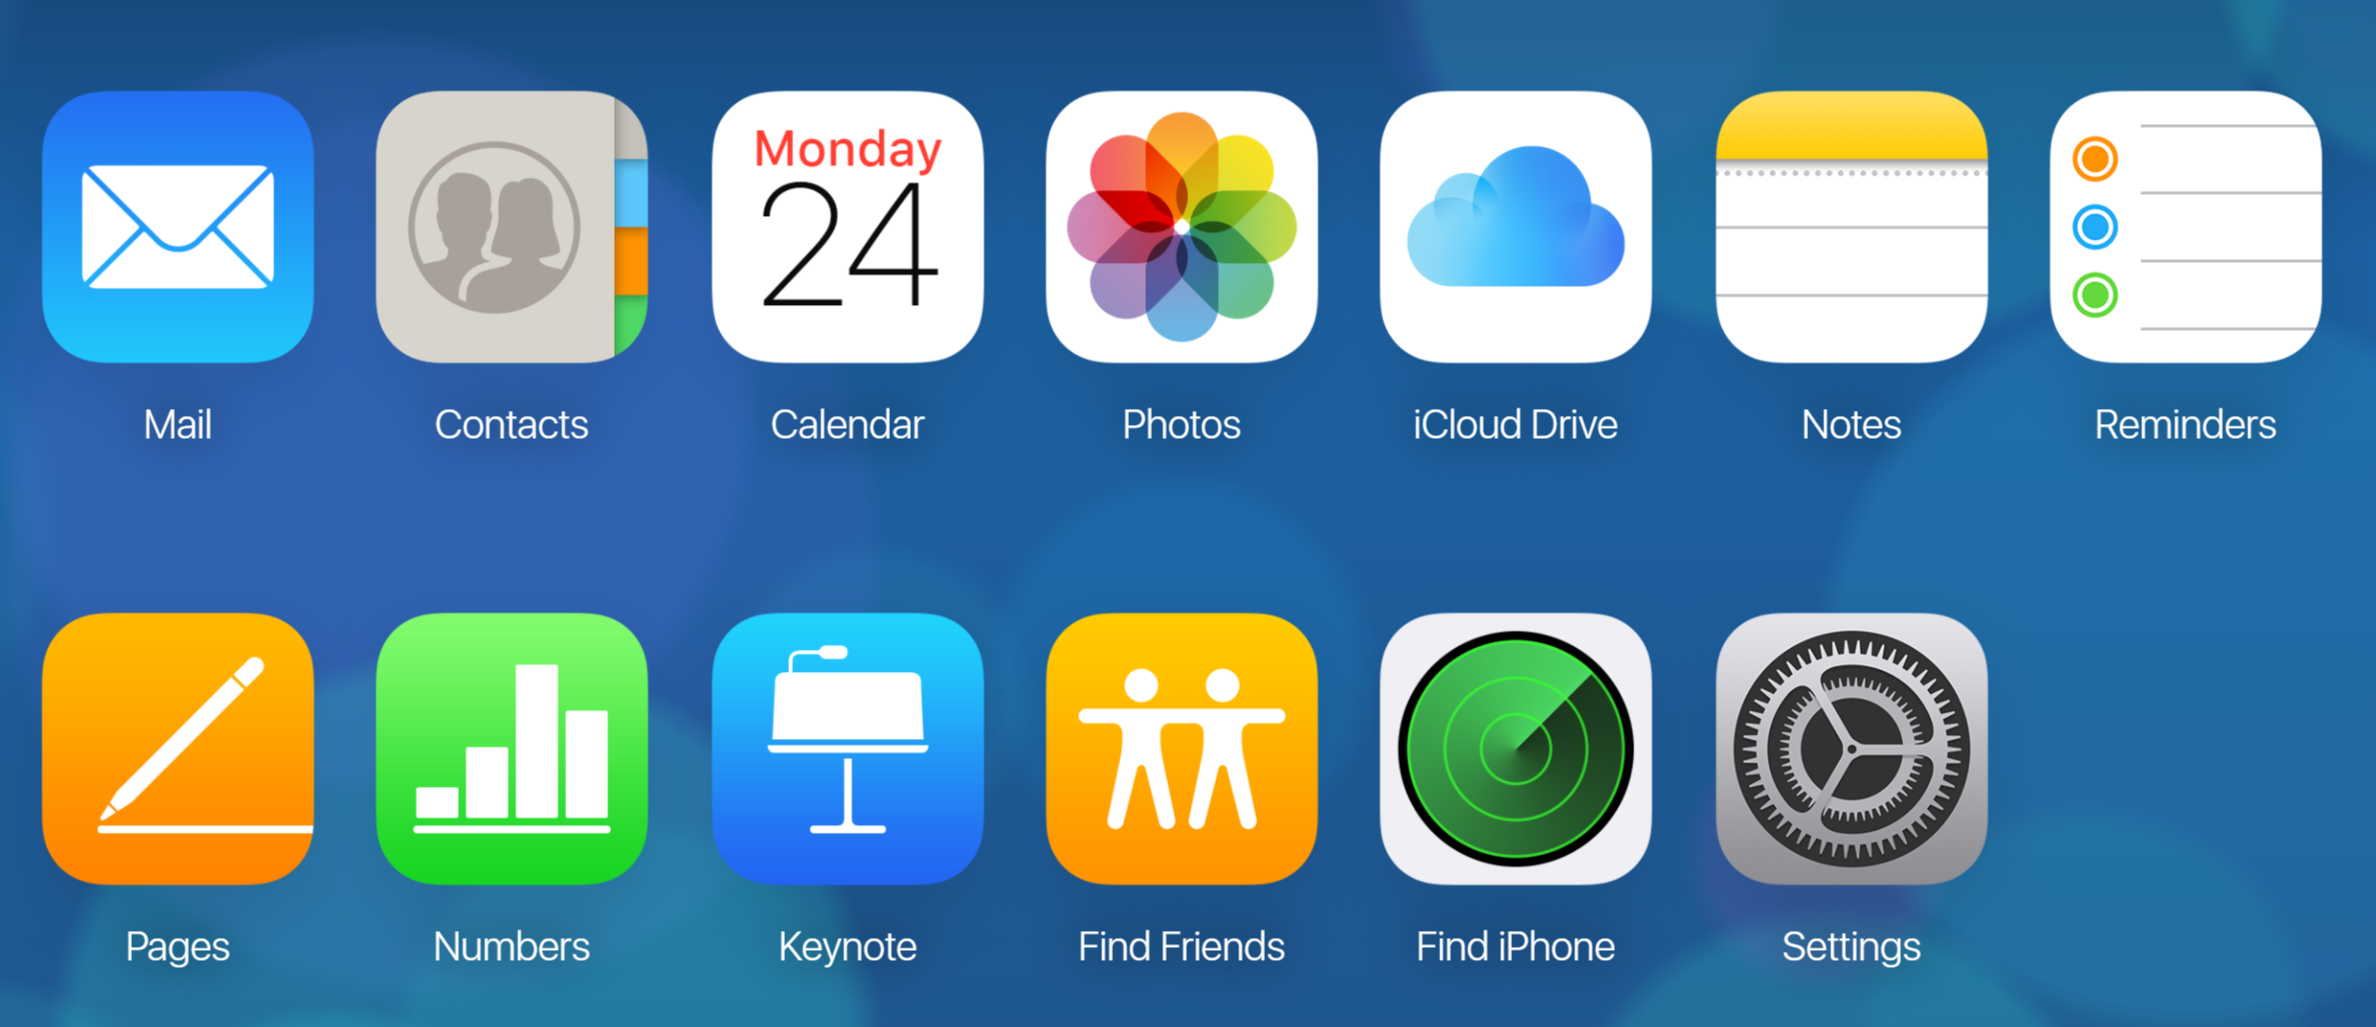 Monday
24
Mail Contacts Calendar Photos iCloud Drive Notes Reminders
Pages Numbers Keynote Find Friends Find iPhone Settings